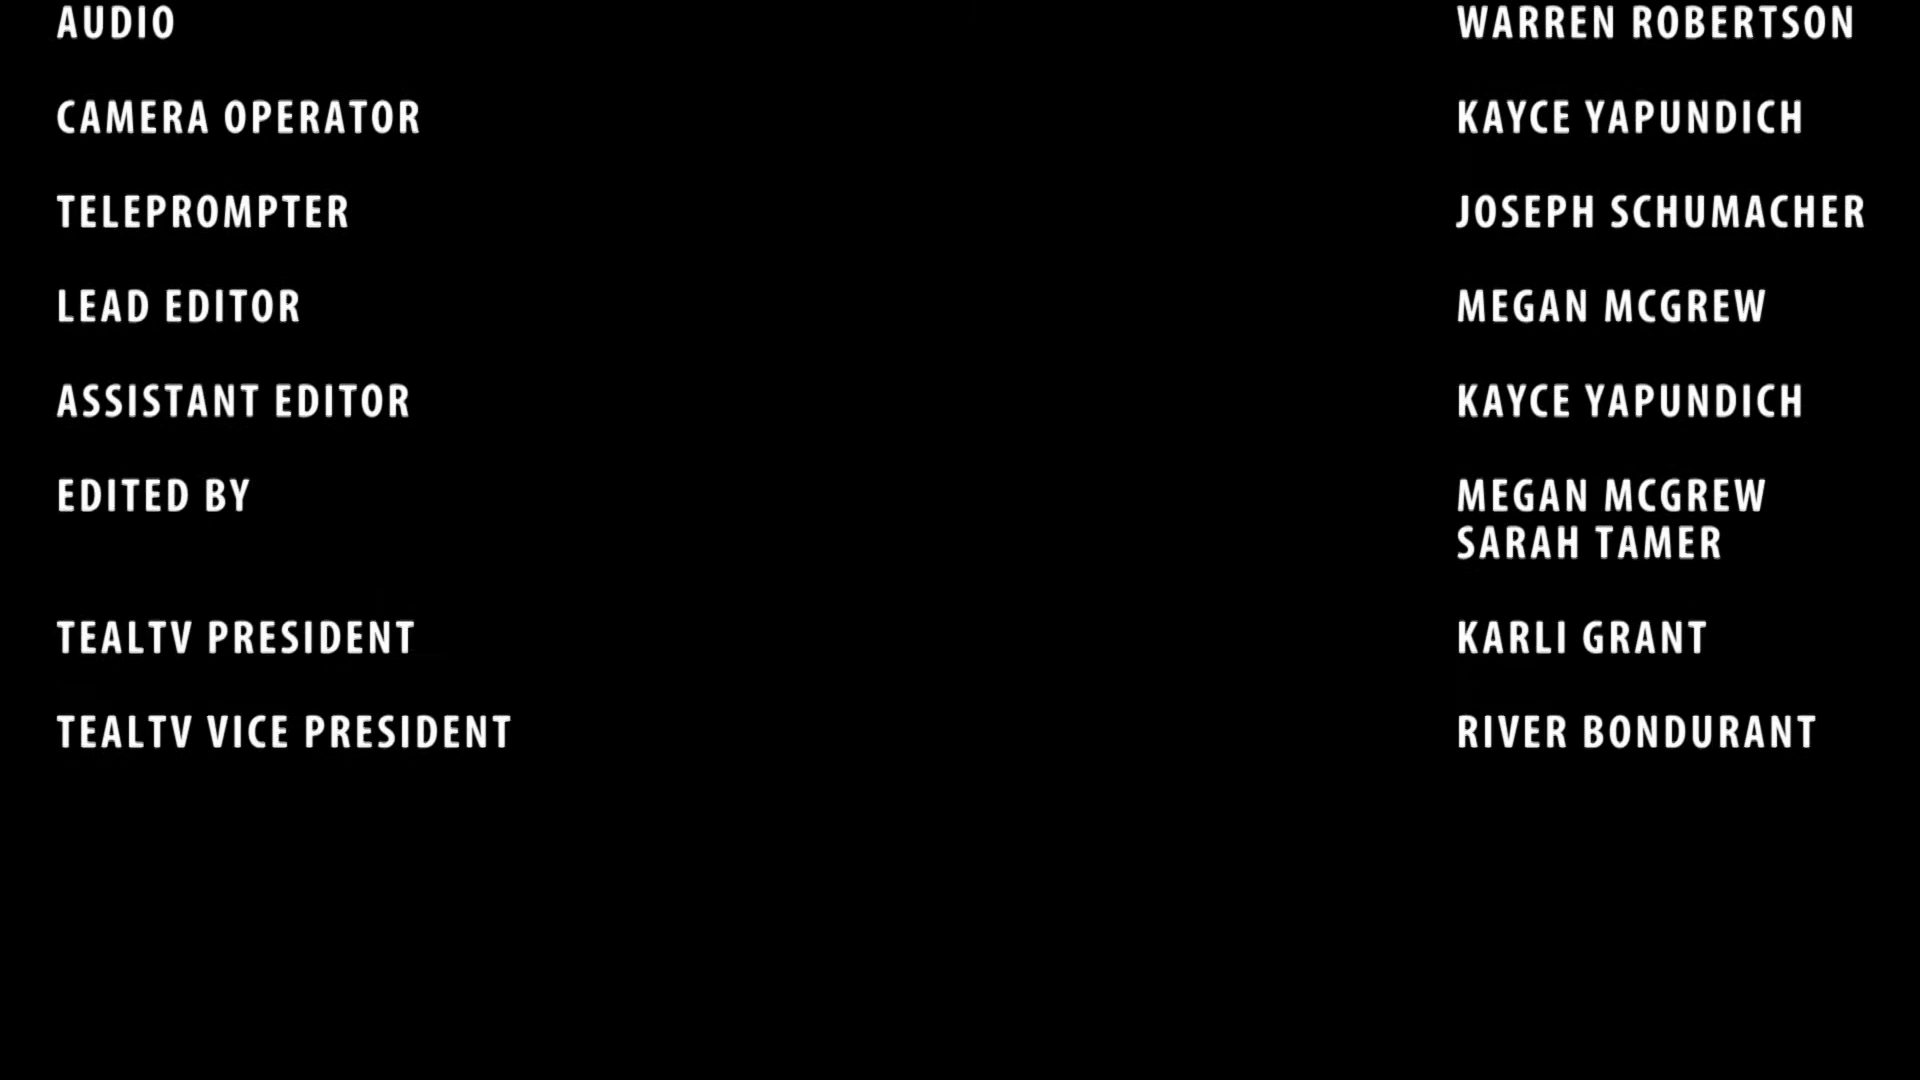 AUDIO WARREN ROBERTSON
CAMERA OPERATOR KAYCE YAPUNDICH
TELEPROMPTER JOSEPH SCHUMACHER
LEAD EDITOR MEGAN MCGREW
ASSISTANT EDITOR KAYCE YAPUNDICH
EDITED BY MEGAN MCGREW
SARAH TAMER
TEALTV PRESIDENT KARLI GRANT
TEALTV VICE PRESIDENT RIVER BONDURANT